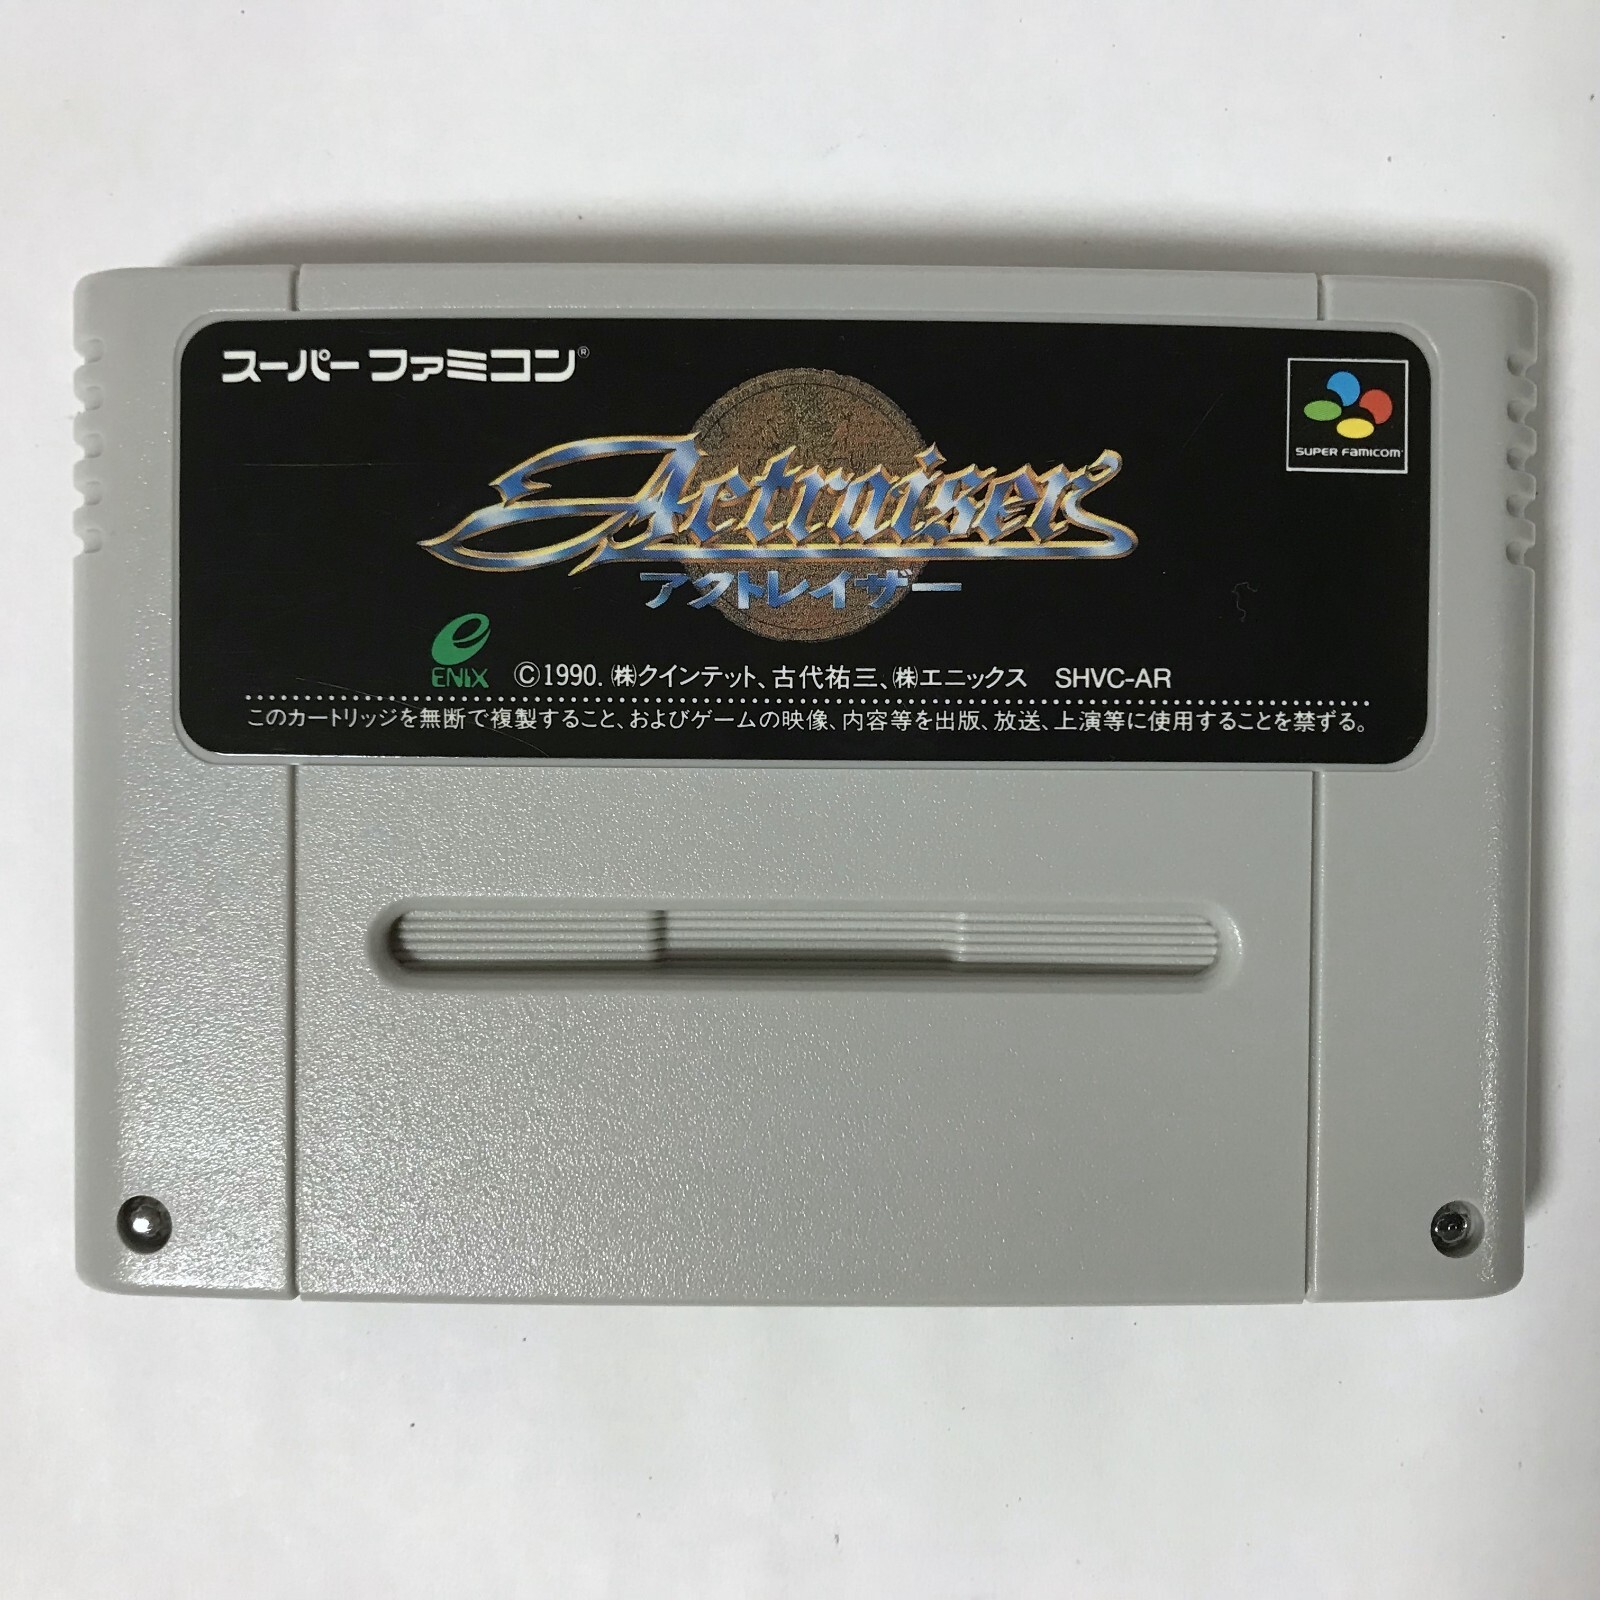 スーパーファミコン®
SUPER FAMICOM
Actraiser
アクトレイザー
ENIX ©1990. ㈱クインテット、古代祐三、㈱エニックス SHVC-AR
このカートリッジを無断で複製すること、およびゲームの映像、内容等を出版、放送、上演等に使用することを禁ずる。